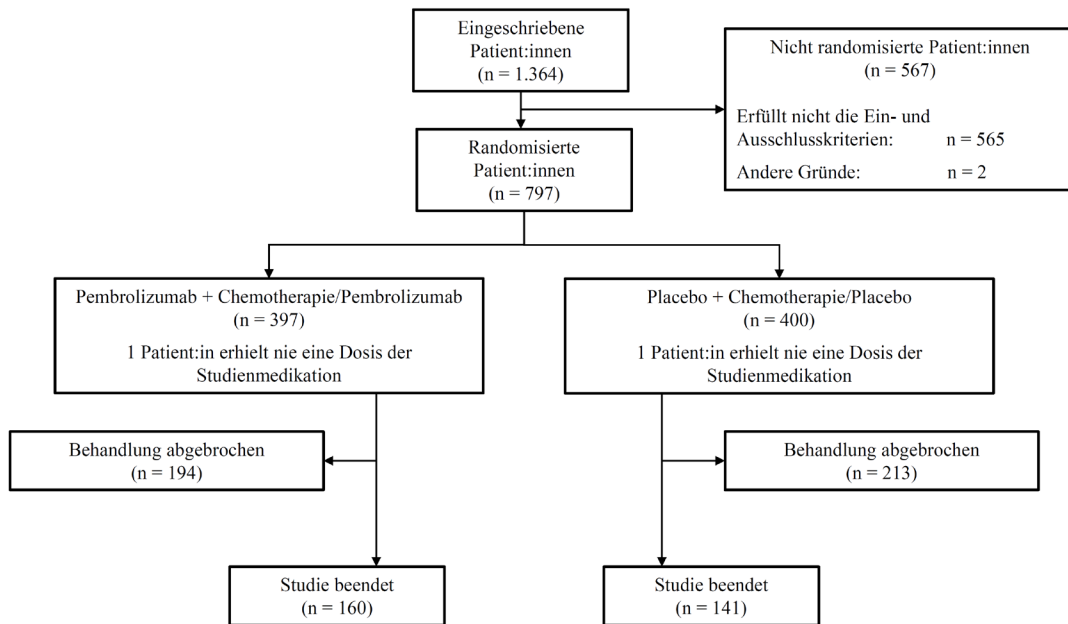 Eingeschriebene
Patient:innen
(n = 1.364)
Nicht randomisierte Patient:innen
(n = 567)
Erfüllt nicht die Ein- und
Ausschlusskriterien: n = 565
Andere Gründe: n = 2
Randomisierte
Patient:innen
(n = 797)
Pembrolizumab + Chemotherapie/Pembrolizumab
(n = 397)
1 Patient:in erhielt nie eine Dosis der
Studienmedikation
Placebo + Chemotherapie/Placebo
(n = 400)
1 Patient:in erhielt nie eine Dosis der
Studienmedikation
Behandlung abgebrochen
(n = 194)
Behandlung abgebrochen
(n = 213)
Studie beendet
(n = 160)
Studie beendet
(n = 141)